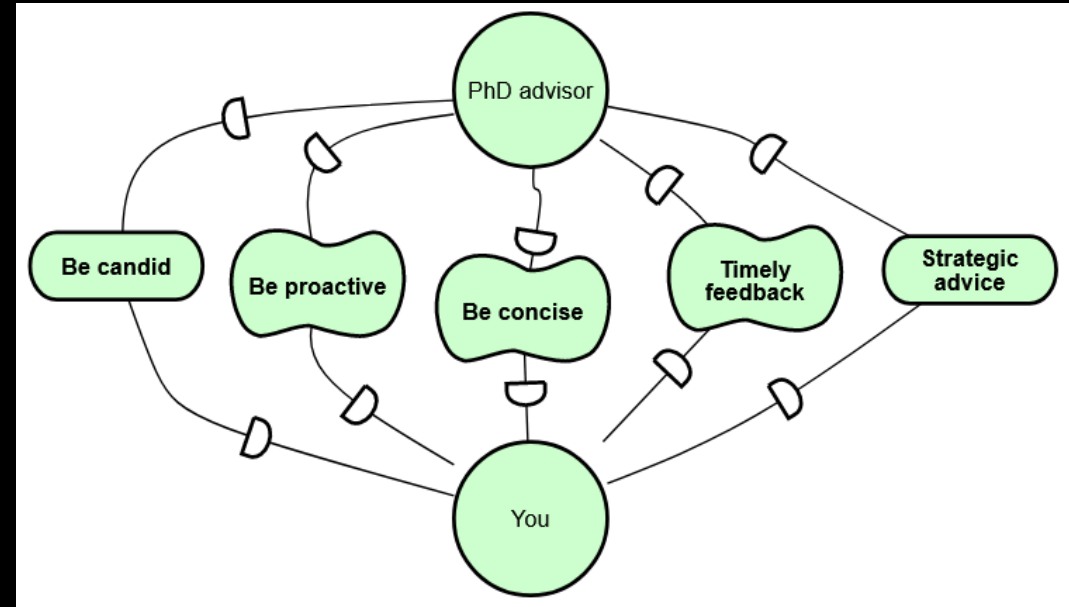 PhD advisor
Be candid
Be proactive
Be concise
Timely
feedback
Strategic
advice
You